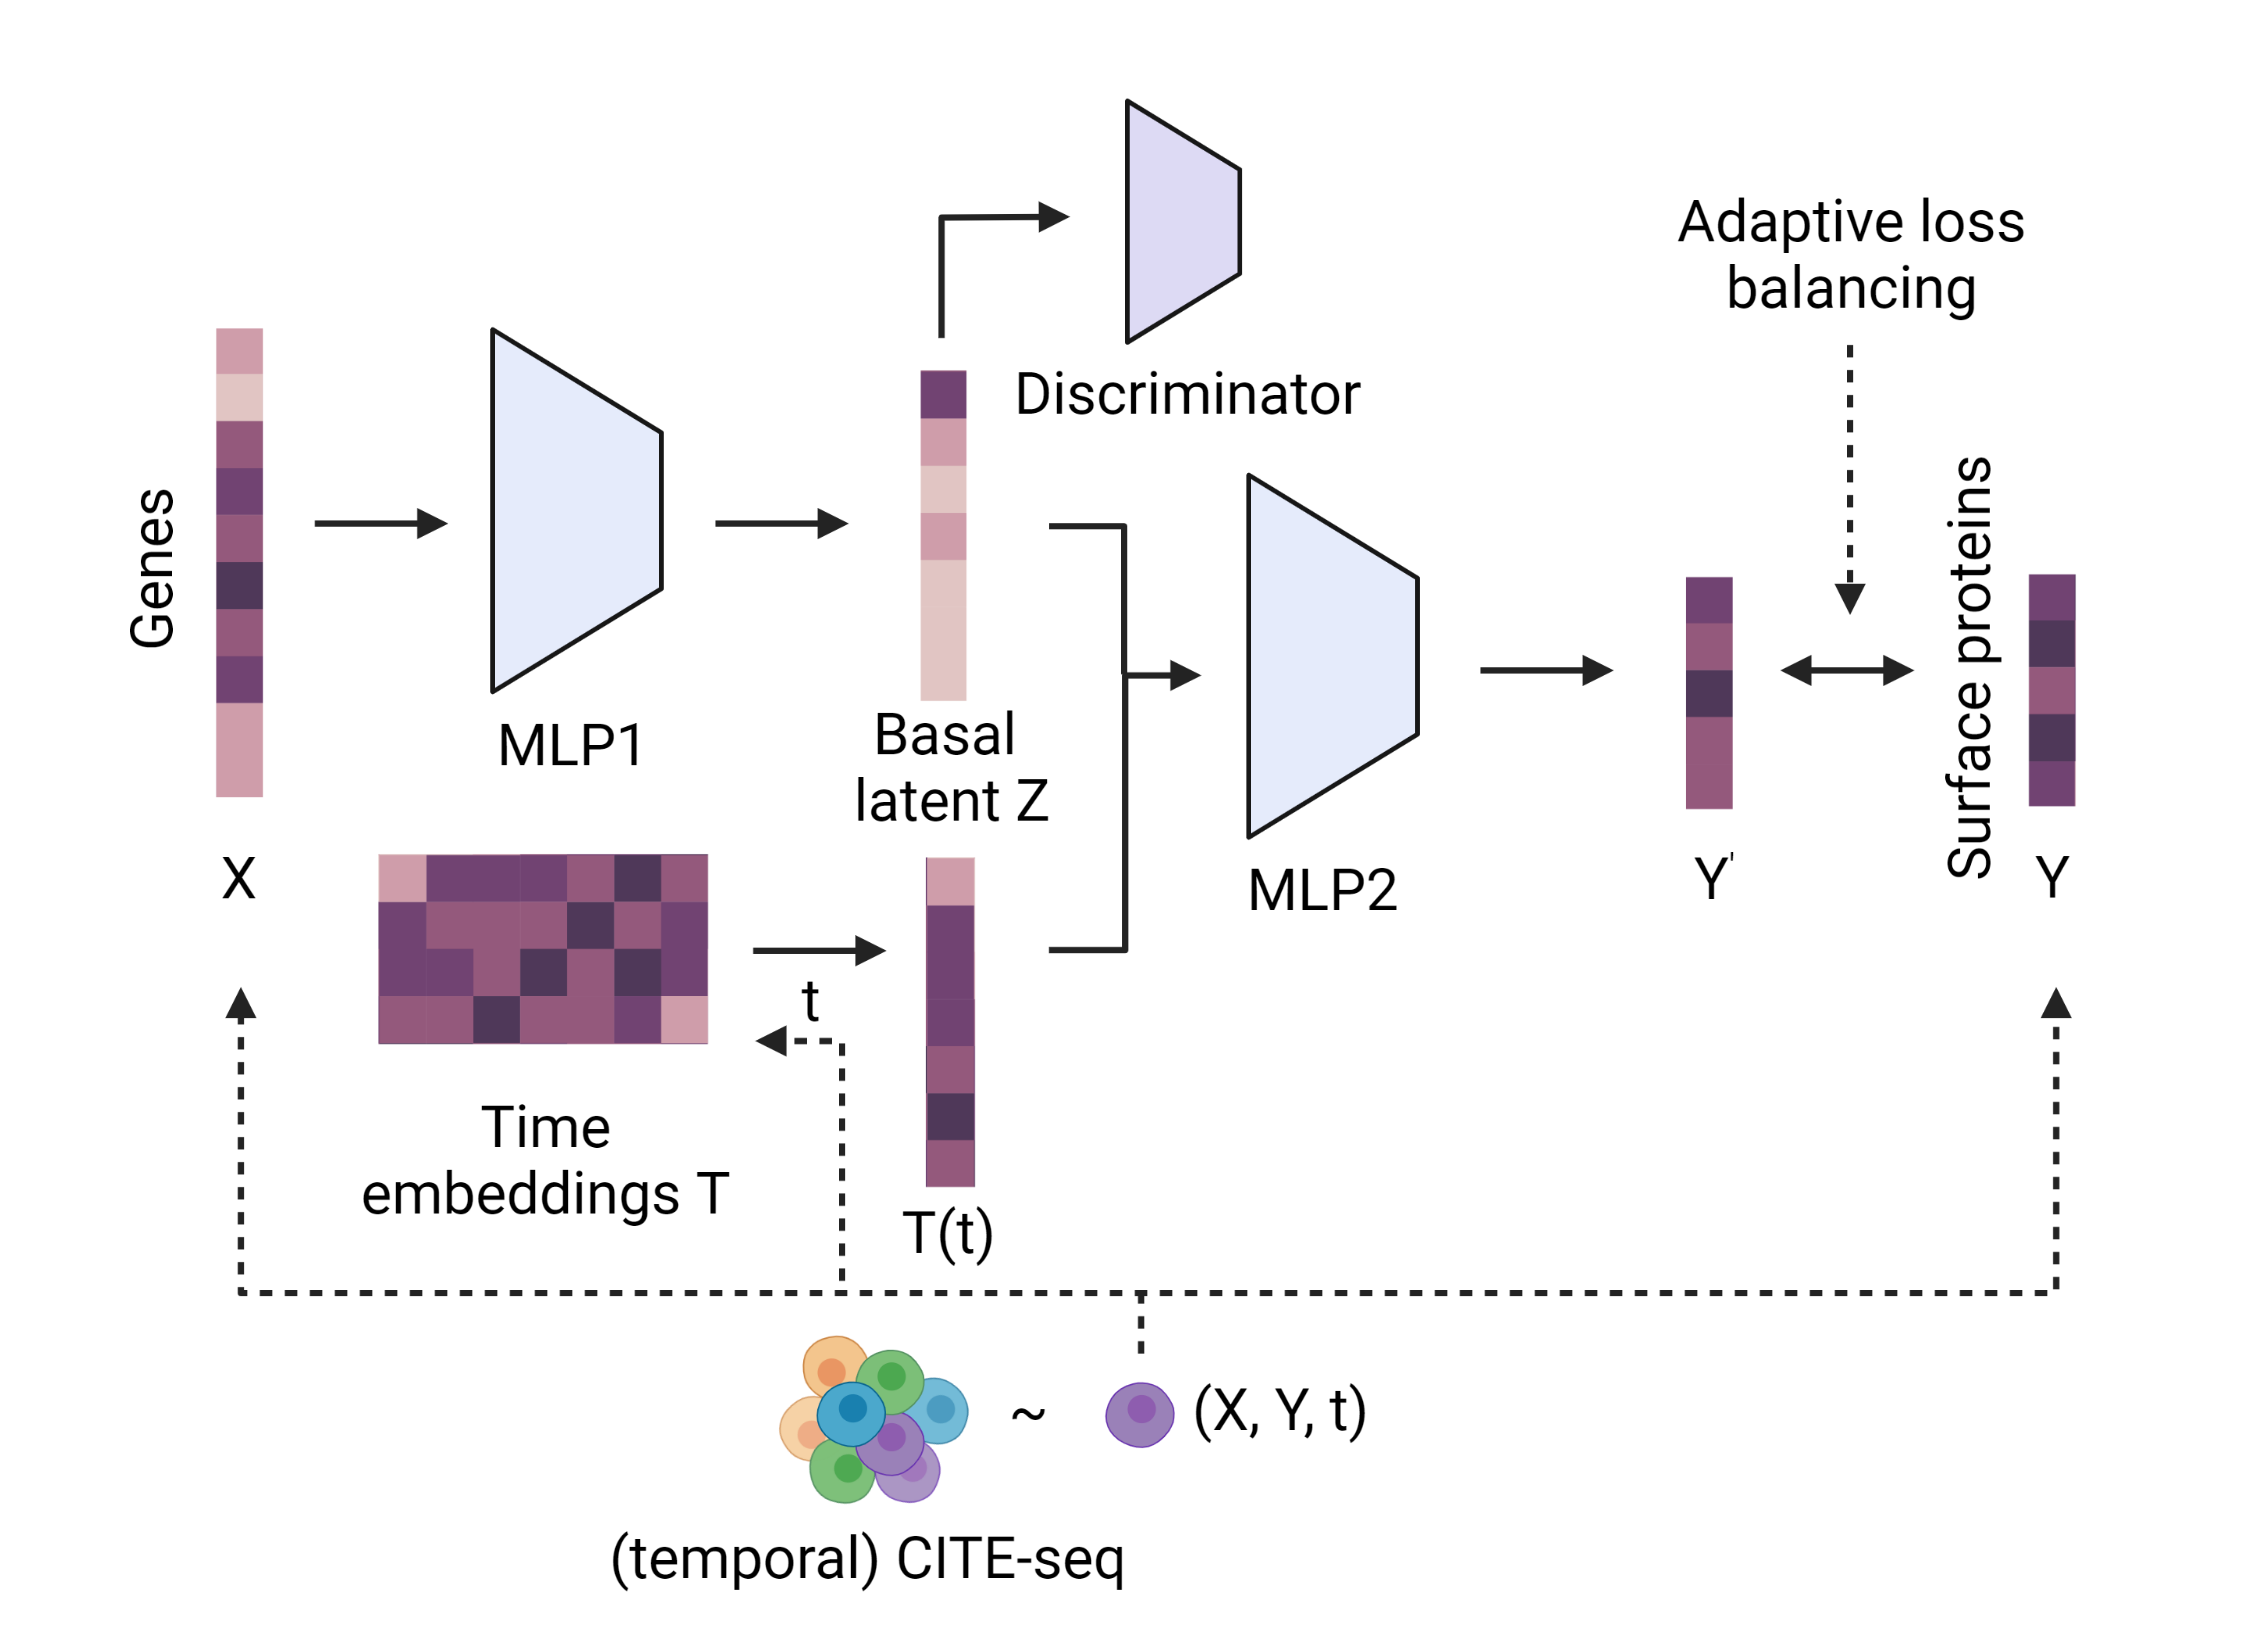 Adaptive loss
balancing
Discriminator
Genes
Surface proteins
MLP1
Basal
latent Z
MLP2
X
Y'
Y
t
Time
embeddings T
T(t)
~
(X, Y, t)
(temporal) CITE-seq